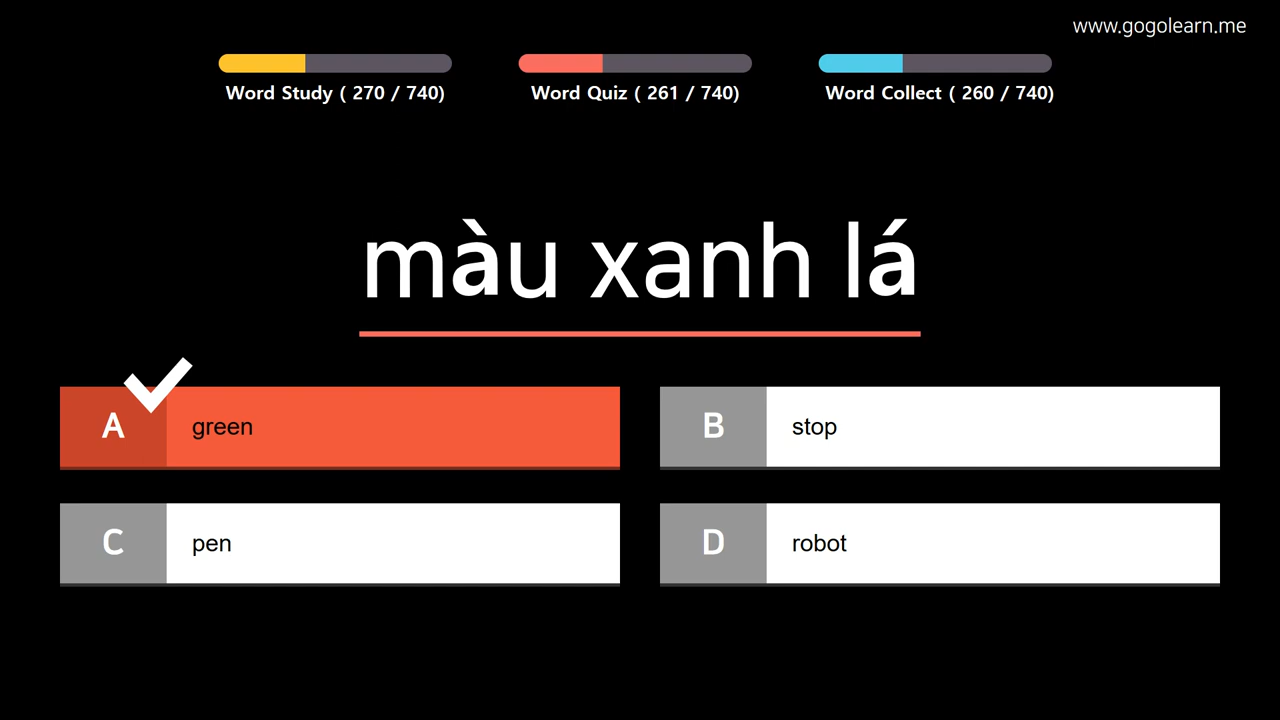 www.gogolearn.me
Word Study ( 270 / 740)
Word Quiz ( 261 / 740)
Word Collect ( 260 / 740)
màu xanh lá
A green
B stop
C pen
D robot